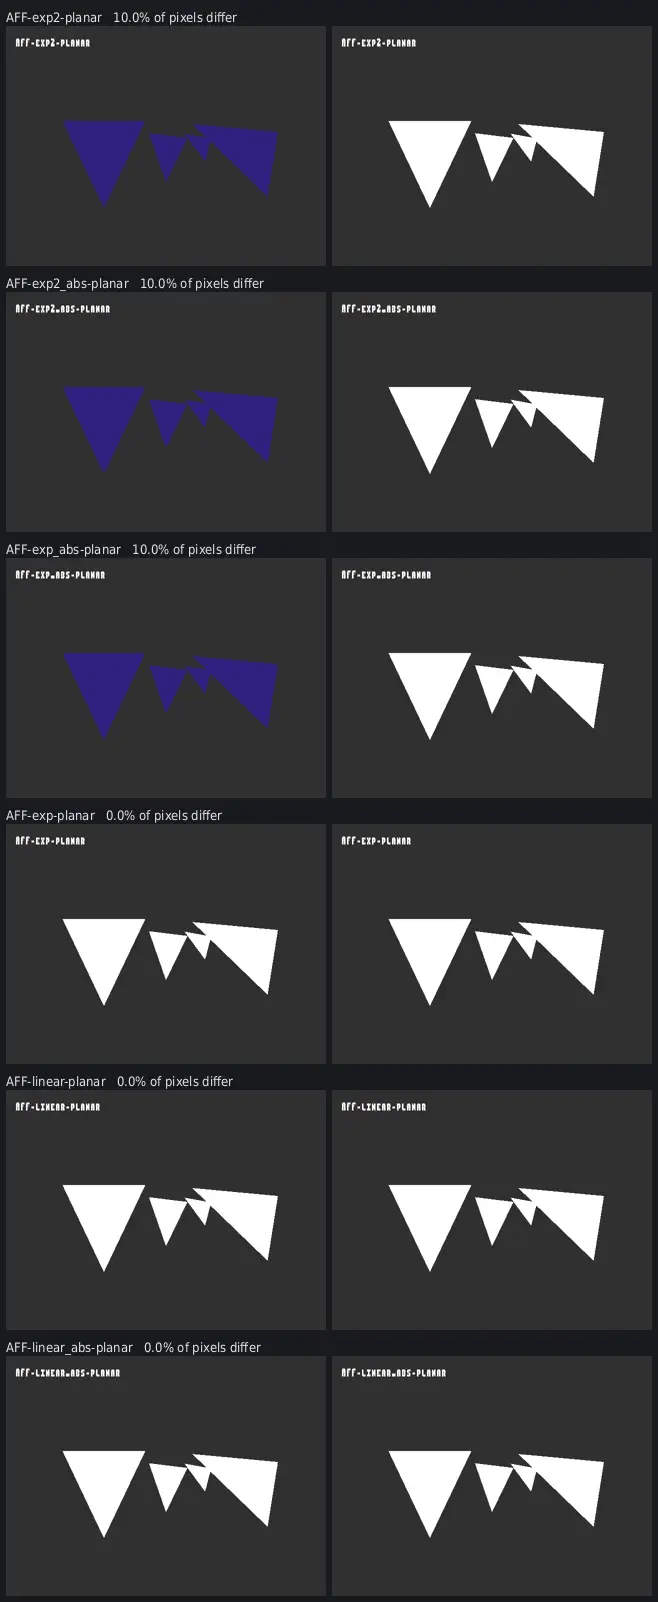 AFF-exp2-planar 10.0% of pixels differ
AFF-EXP2-PLANAR AFF-EXP2-PLANAR
AFF-exp2_abs-planar 10.0% of pixels differ
AFF-EXP2_ABS-PLANAR AFF-EXP2_ABS-PLANAR
AFF-exp_abs-planar 10.0% of pixels differ
AFF-EXP_ABS-PLANAR AFF-EXP_ABS-PLANAR
AFF-exp-planar 0.0% of pixels differ
AFF-EXP-PLANAR AFF-EXP-PLANAR
AFF-linear-planar 0.0% of pixels differ
AFF-LINEAR-PLANAR AFF-LINEAR-PLANAR
AFF-linear_abs-planar 0.0% of pixels differ
AFF-LINEAR_ABS-PLANAR AFF-LINEAR_ABS-PLANAR